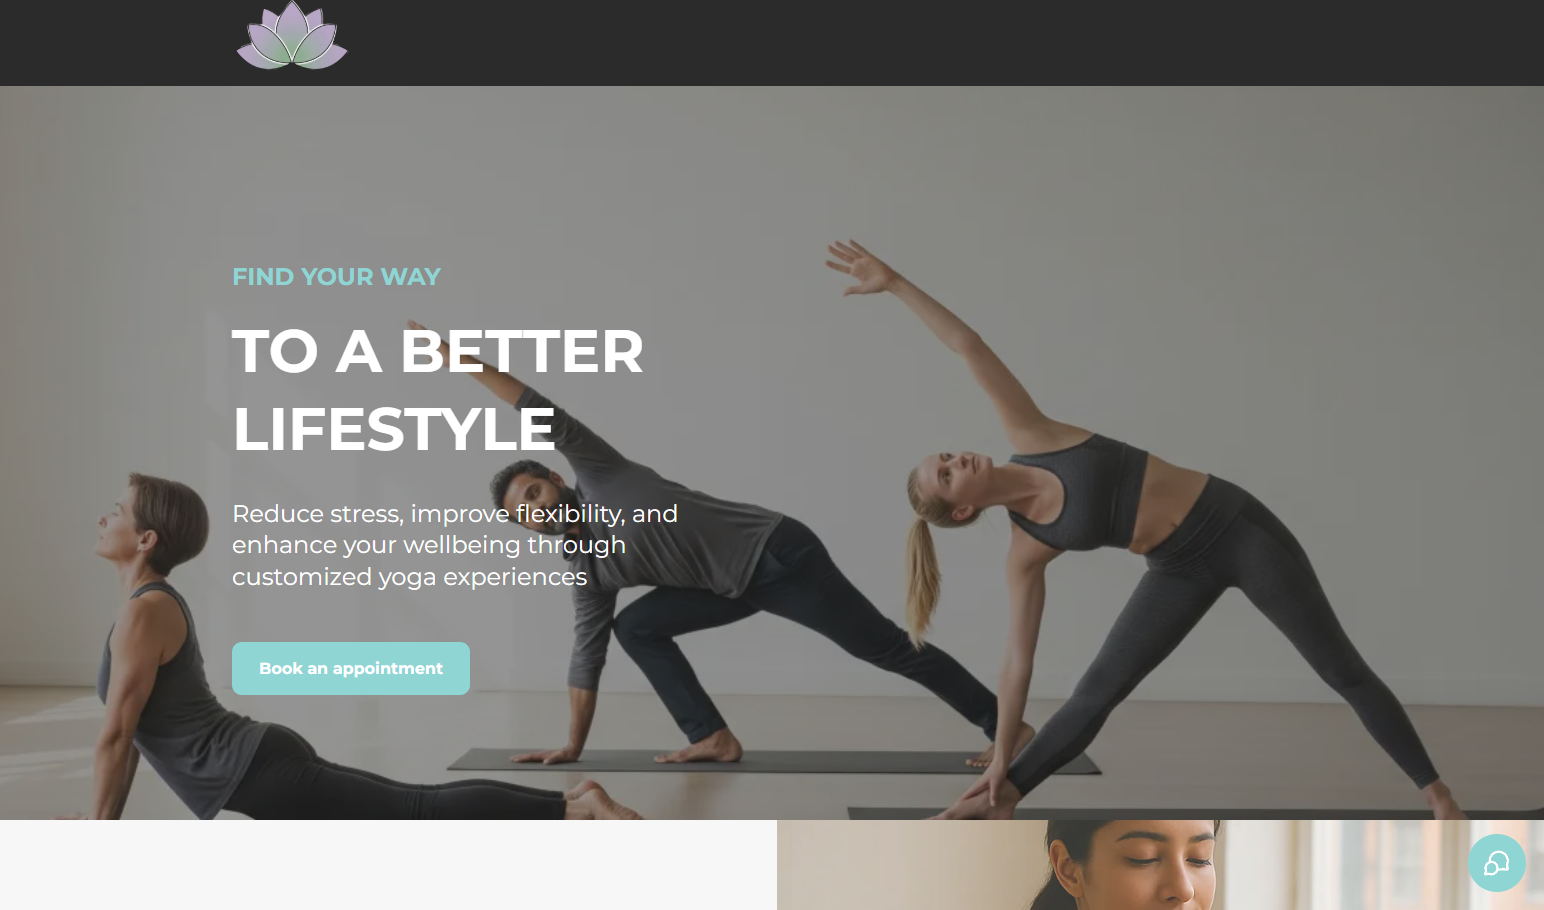 FIND YOUR WAY
TO A BETTER
LIFESTYLE
Reduce stress, improve flexibility, and
enhance your wellbeing through
customized yoga experiences
Book an appointment